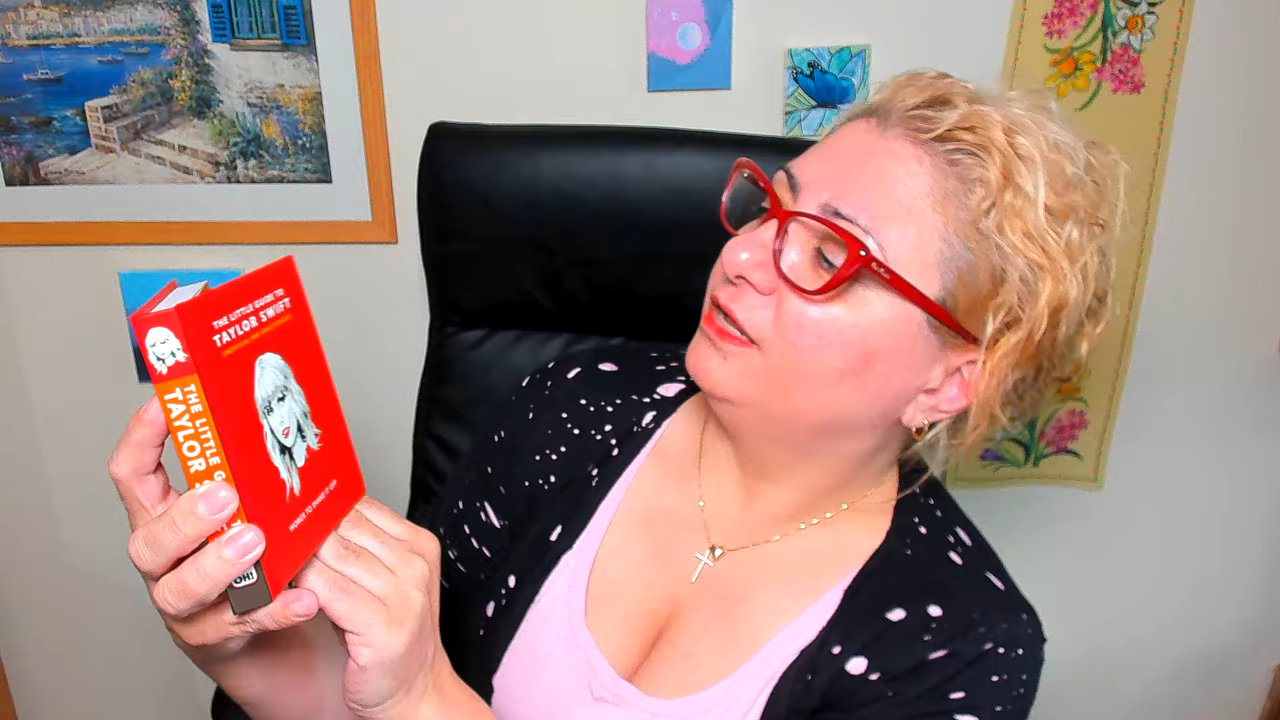 THE LITTLE GUIDE TO
TAYLOR SWIFT
WORDS TO SHAKE IT OFF
THE LITTLE G
TAYLOR S
OH!